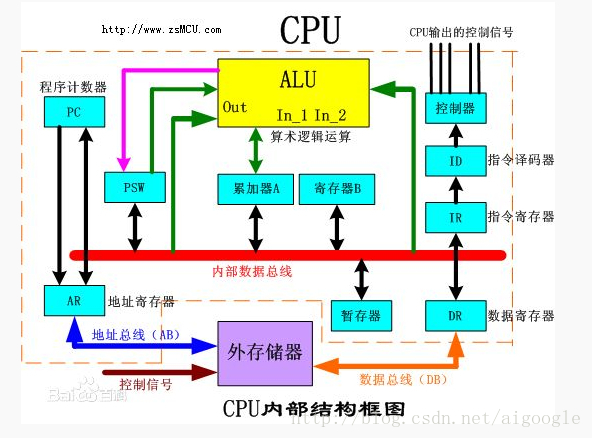 http://www.zsMCU.com
CPU
CPU输出的控制信号
程序计数器
PC
ALU
Out
In_1 In_2
算术逻辑运算
控制器
PSW
累加器A
寄存器B
ID
指令译码器
IR
指令寄存器
内部数据总线
AR
地址寄存器
暂存器
DR
数据寄存器
地址总线（AB）
外存储器
控制信号
数据总线（DB）
Bai百科
CPU内部结构框图
http://blog.csdn.net/aigoogle